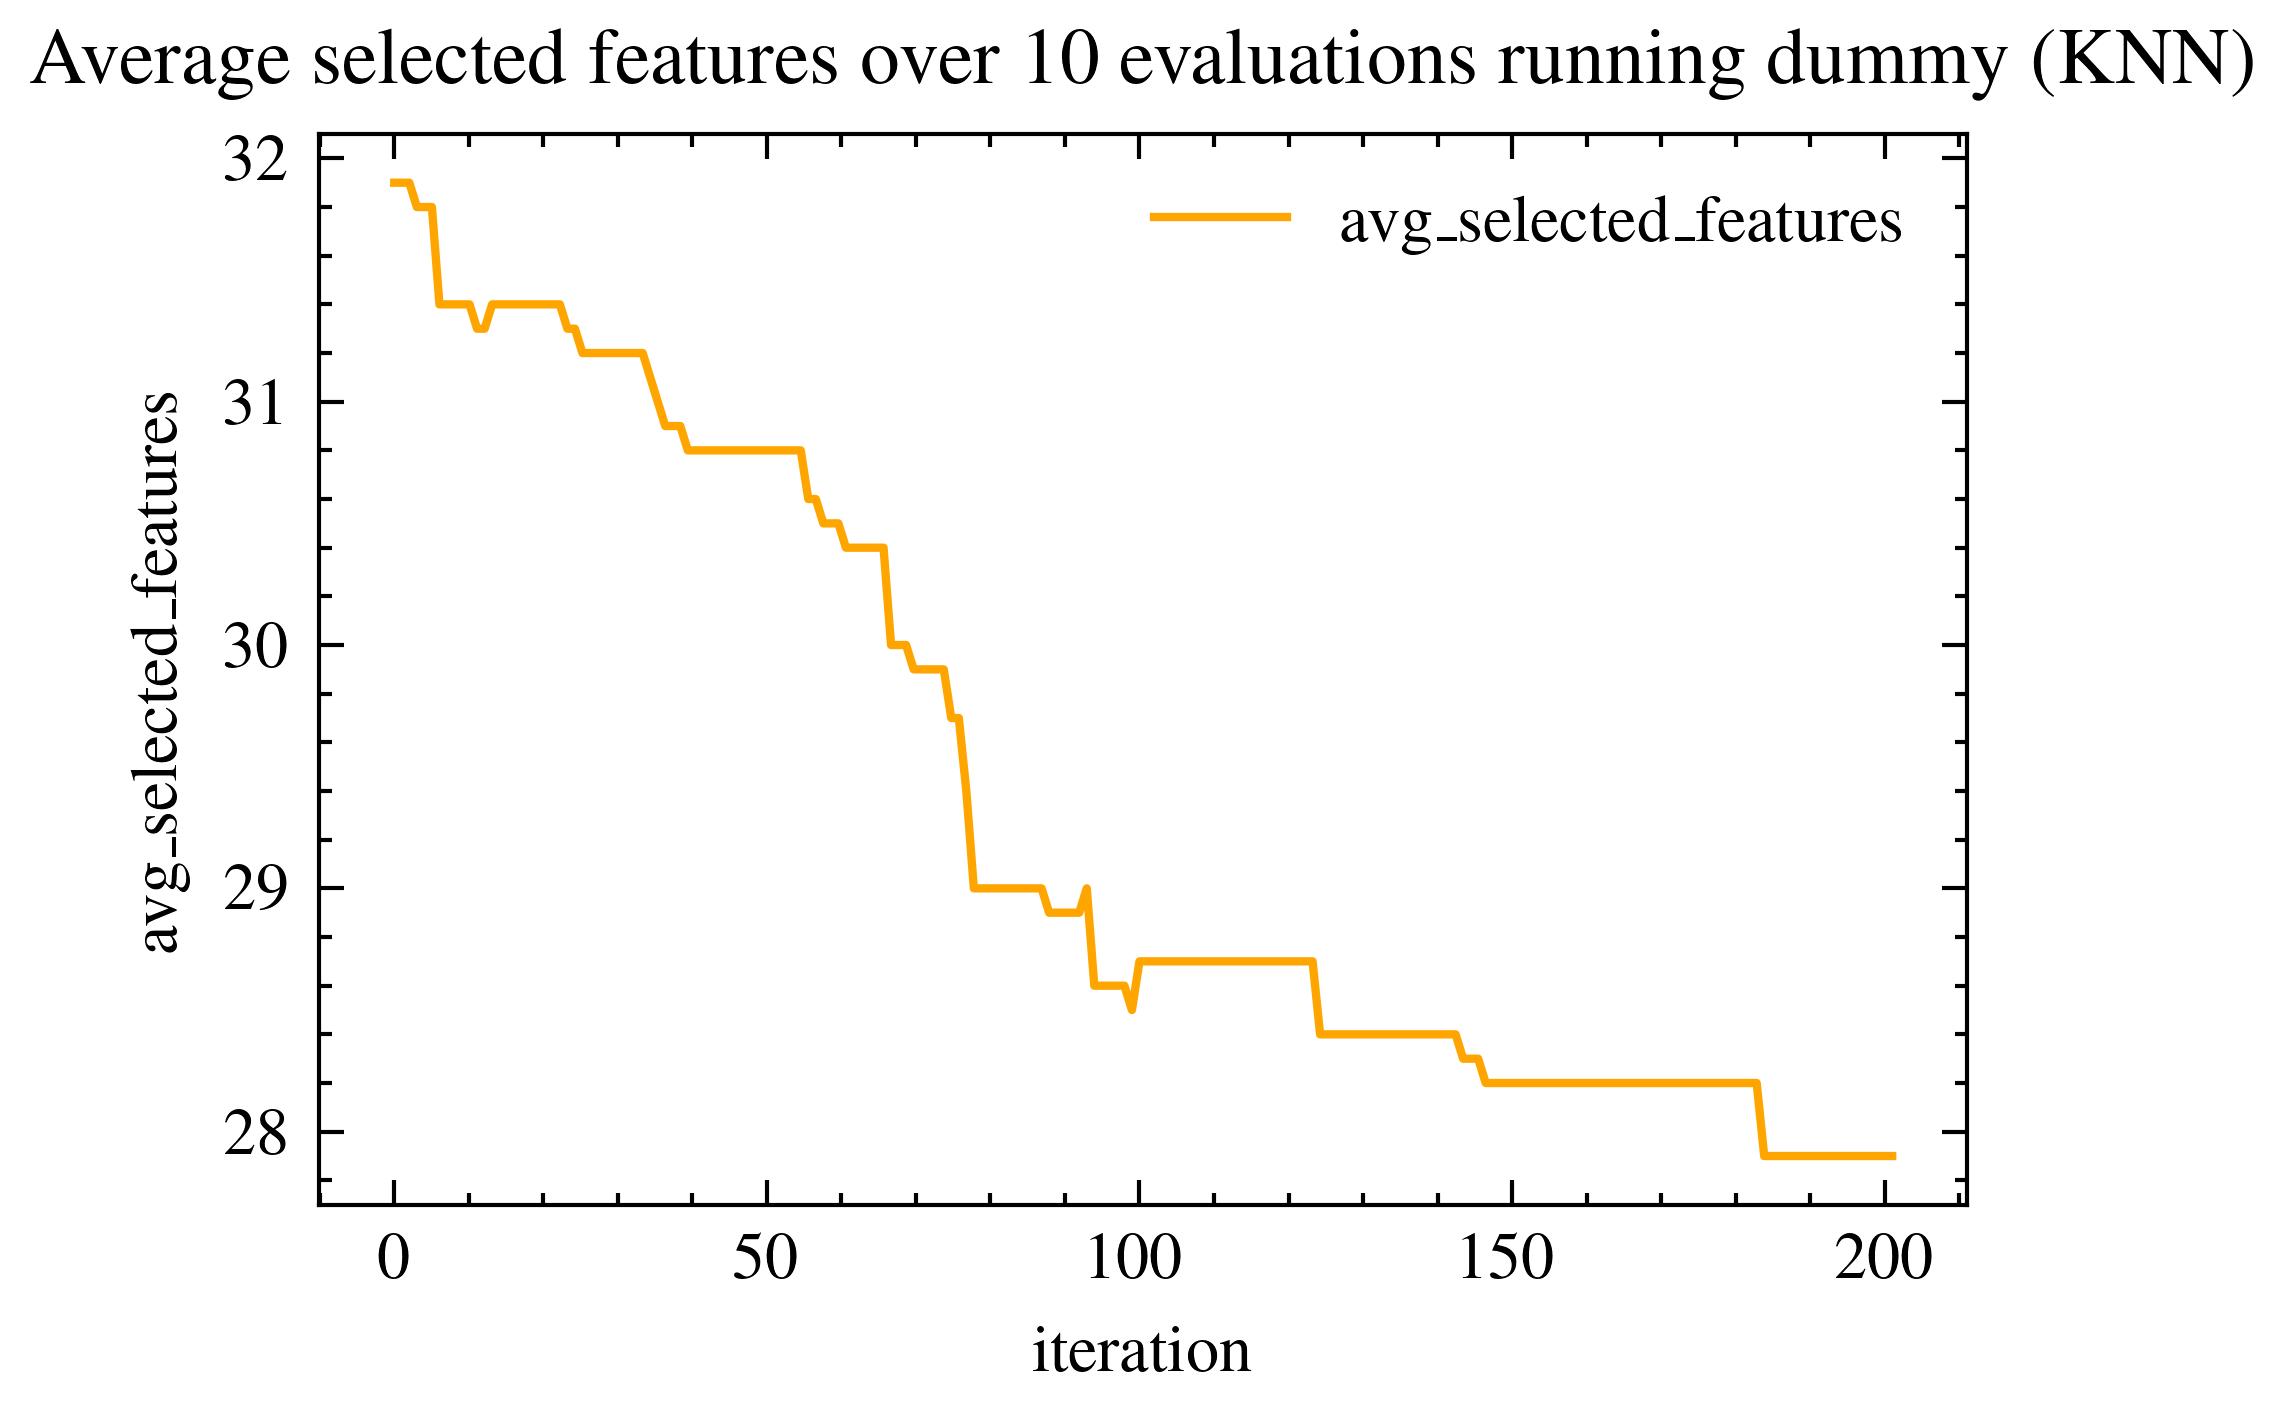 Average selected features over 10 evaluations running dummy (KNN)
avg_selected_features
avg_selected_features
32
31
30
29
28
0 50 100 150 200
iteration